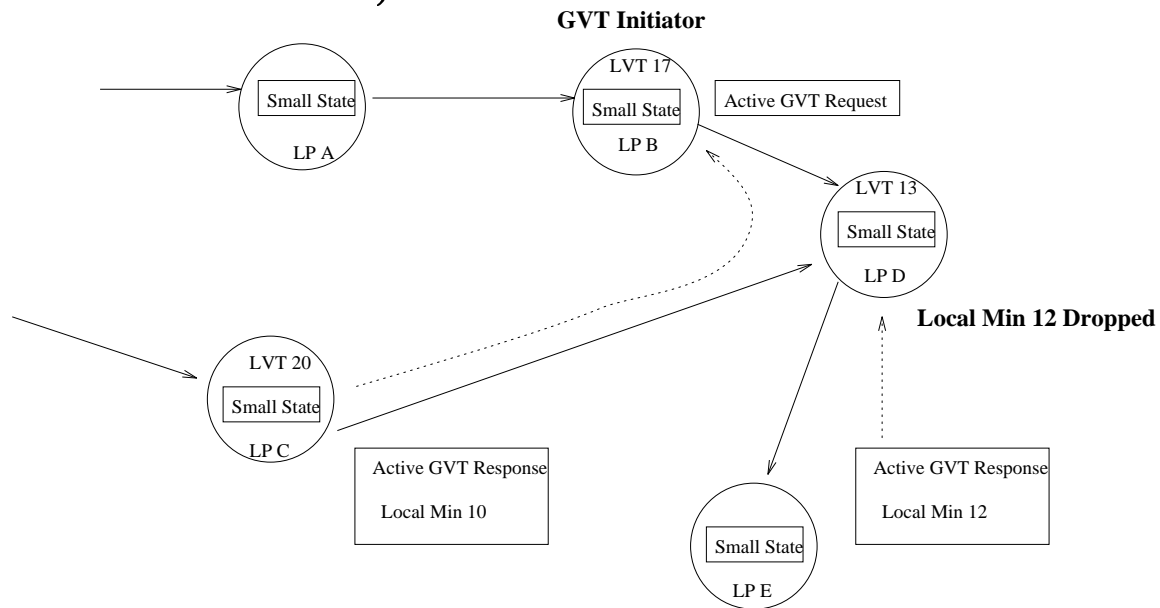 GVT Initiator
LVT 17
Small State
LP A
Small State
LP B
Active GVT Request
LVT 13
Small State
LP D
Local Min 12 Dropped
LVT 20
Small State
LP C
Active GVT Response
Local Min 10
Active GVT Response
Local Min 12
Small State
LP E